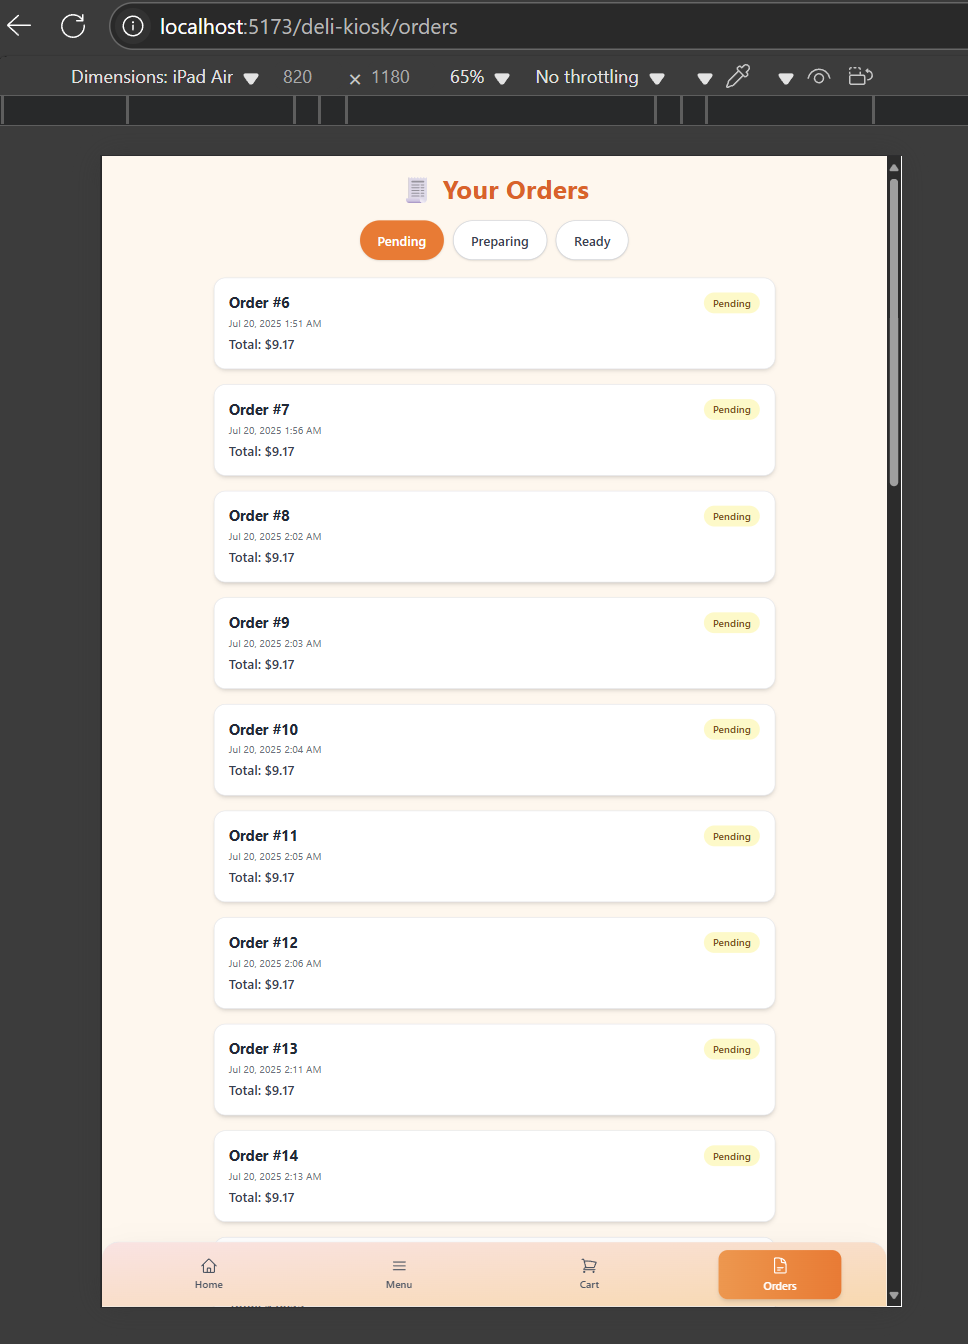 localhost:5173/deli-kiosk/orders
Dimensions: iPad Air 820 × 1180 65% No throttling
Your Orders
Pending Preparing Ready
Order #6 Pending
Jul 20, 2025 1:51 AM
Total: $9.17
Order #7 Pending
Jul 20, 2025 1:56 AM
Total: $9.17
Order #8 Pending
Jul 20, 2025 2:02 AM
Total: $9.17
Order #9 Pending
Jul 20, 2025 2:03 AM
Total: $9.17
Order #10 Pending
Jul 20, 2025 2:04 AM
Total: $9.17
Order #11 Pending
Jul 20, 2025 2:05 AM
Total: $9.17
Order #12 Pending
Jul 20, 2025 2:06 AM
Total: $9.17
Order #13 Pending
Jul 20, 2025 2:11 AM
Total: $9.17
Order #14 Pending
Jul 20, 2025 2:13 AM
Total: $9.17
Home Menu Cart Orders